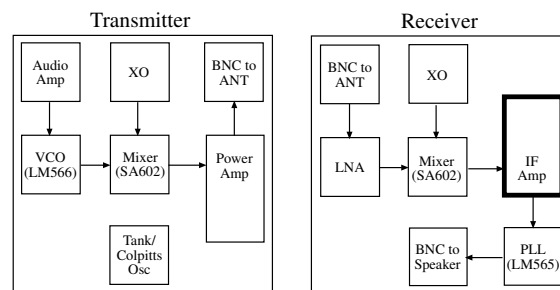 Transmitter
Audio
Amp
XO
BNC to
ANT
VCO
(LM566)
Mixer
(SA602)
Power
Amp
Tank/
Colpitts
Osc
Receiver
BNC to
ANT
XO
LNA
Mixer
(SA602)
IF
Amp
BNC to
Speaker
PLL
(LM565)